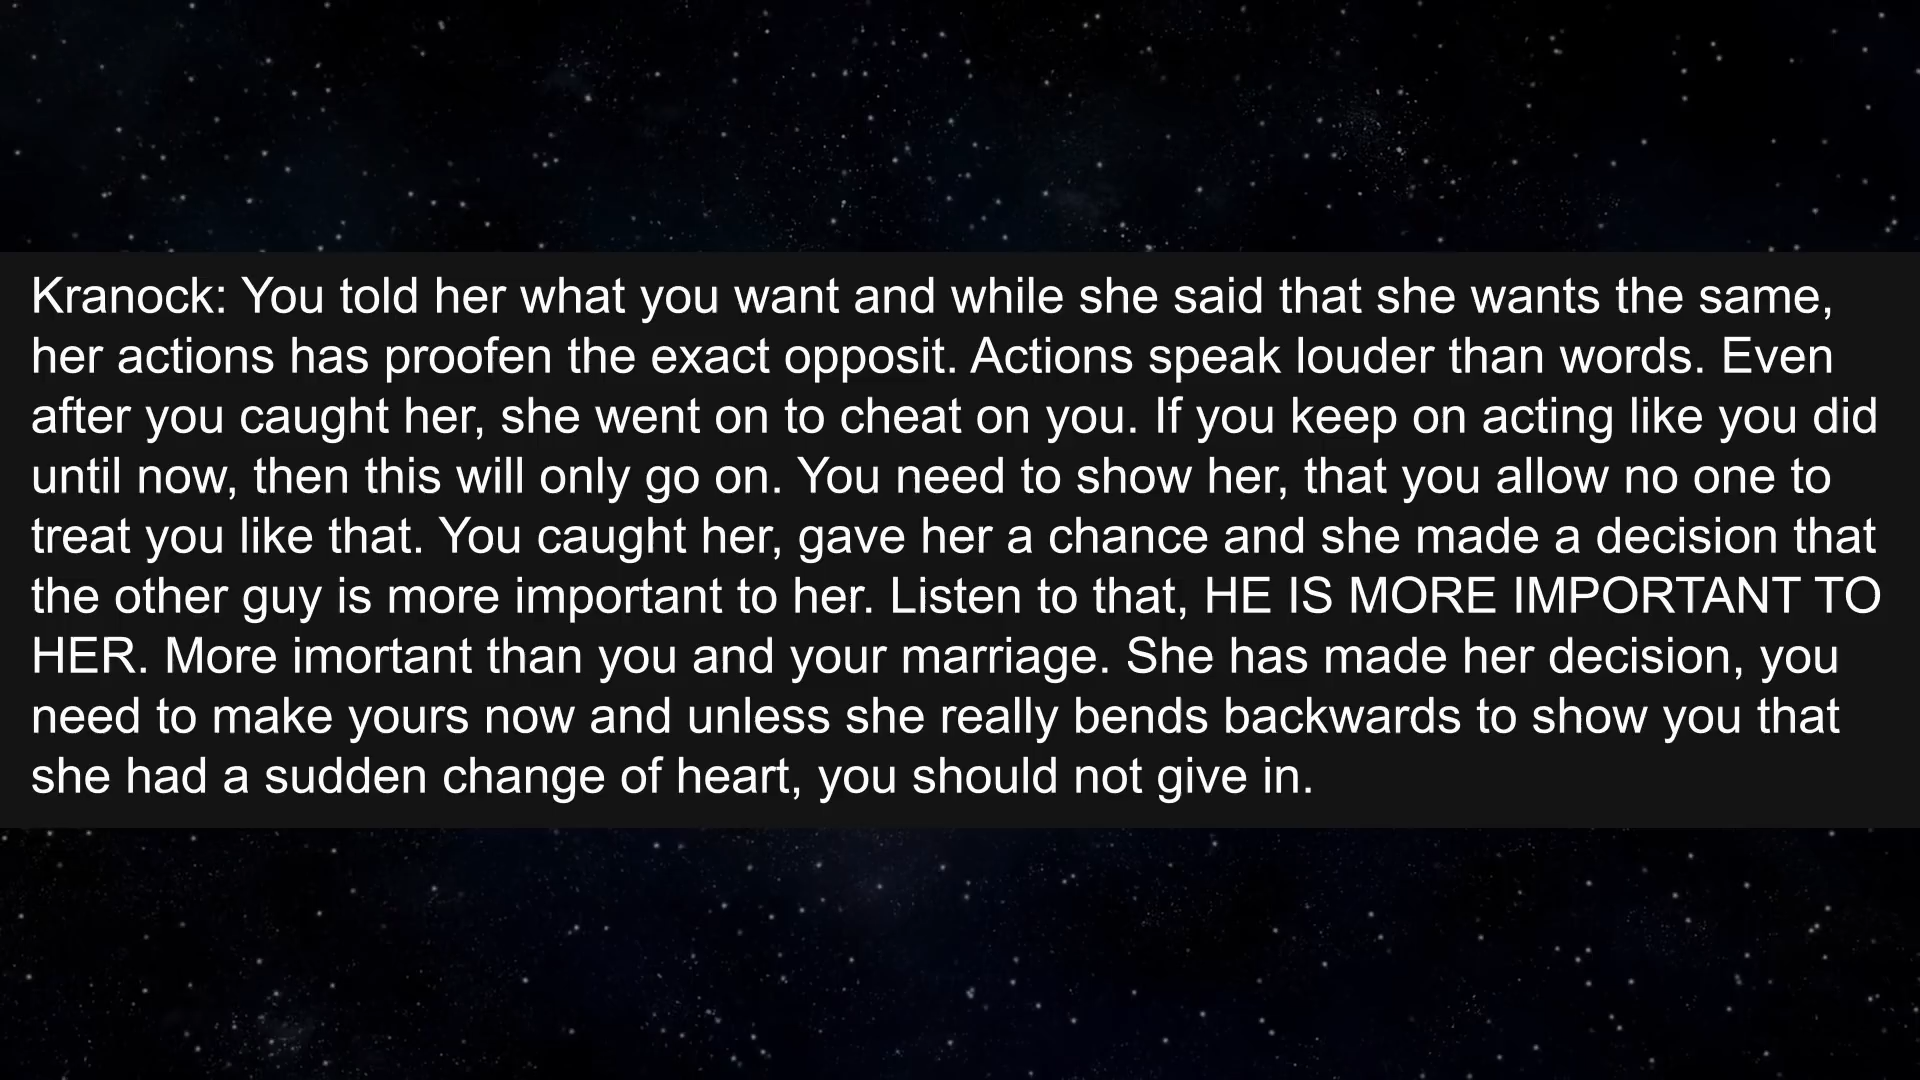 Kranock: You told her what you want and while she said that she wants the same,
her actions has proofen the exact opposit. Actions speak louder than words. Even
after you caught her, she went on to cheat on you. If you keep on acting like you did
until now, then this will only go on. You need to show her, that you allow no one to
treat you like that. You caught her, gave her a chance and she made a decision that
the other guy is more important to her. Listen to that, HE IS MORE IMPORTANT TO
HER. More imortant than you and your marriage. She has made her decision, you
need to make yours now and unless she really bends backwards to show you that
she had a sudden change of heart, you should not give in.